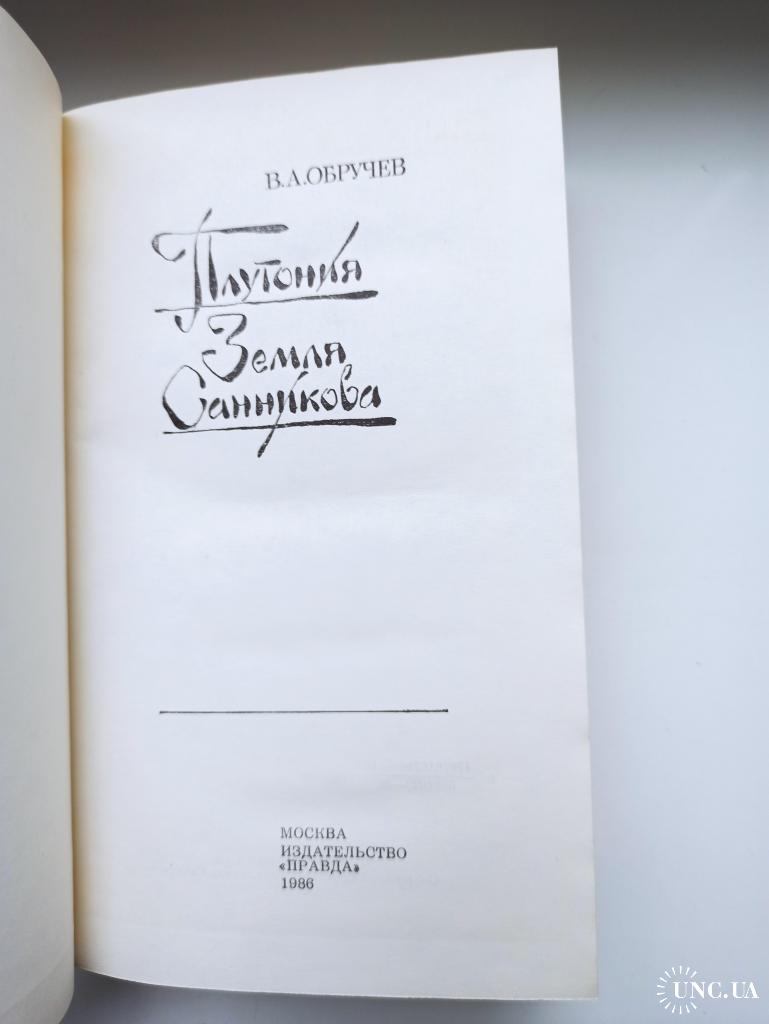 В.А.ОБРУЧЕВ
Плутония
Земля
Санникова
МОСКВА
ИЗДАТЕЛЬСТВО
«ПРАВДА»
1986
UNC.UA